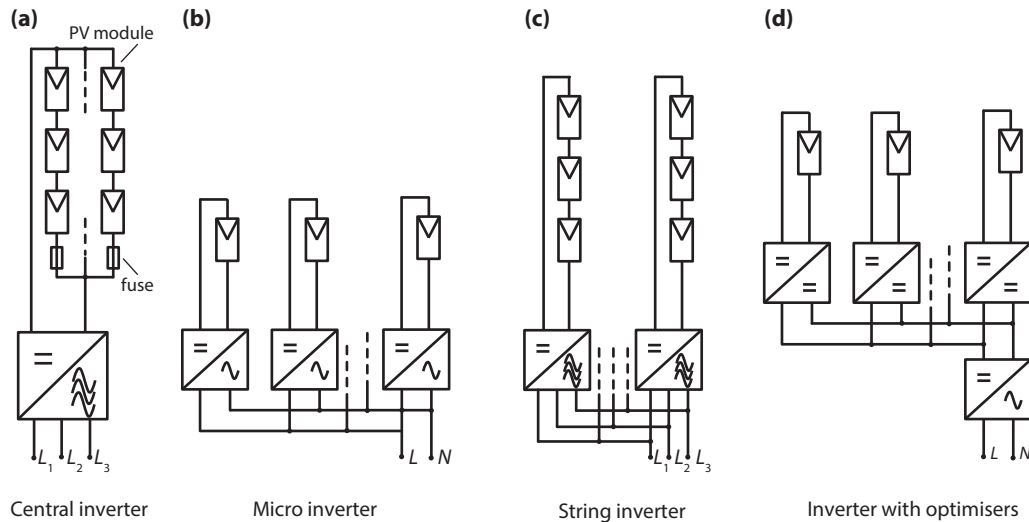 (a)
(b)
(c)
(d)
PV module
fuse
L1 L2 L3
L N
L1 L2 L3
L N
Central inverter
Micro inverter
String inverter
Inverter with optimisers